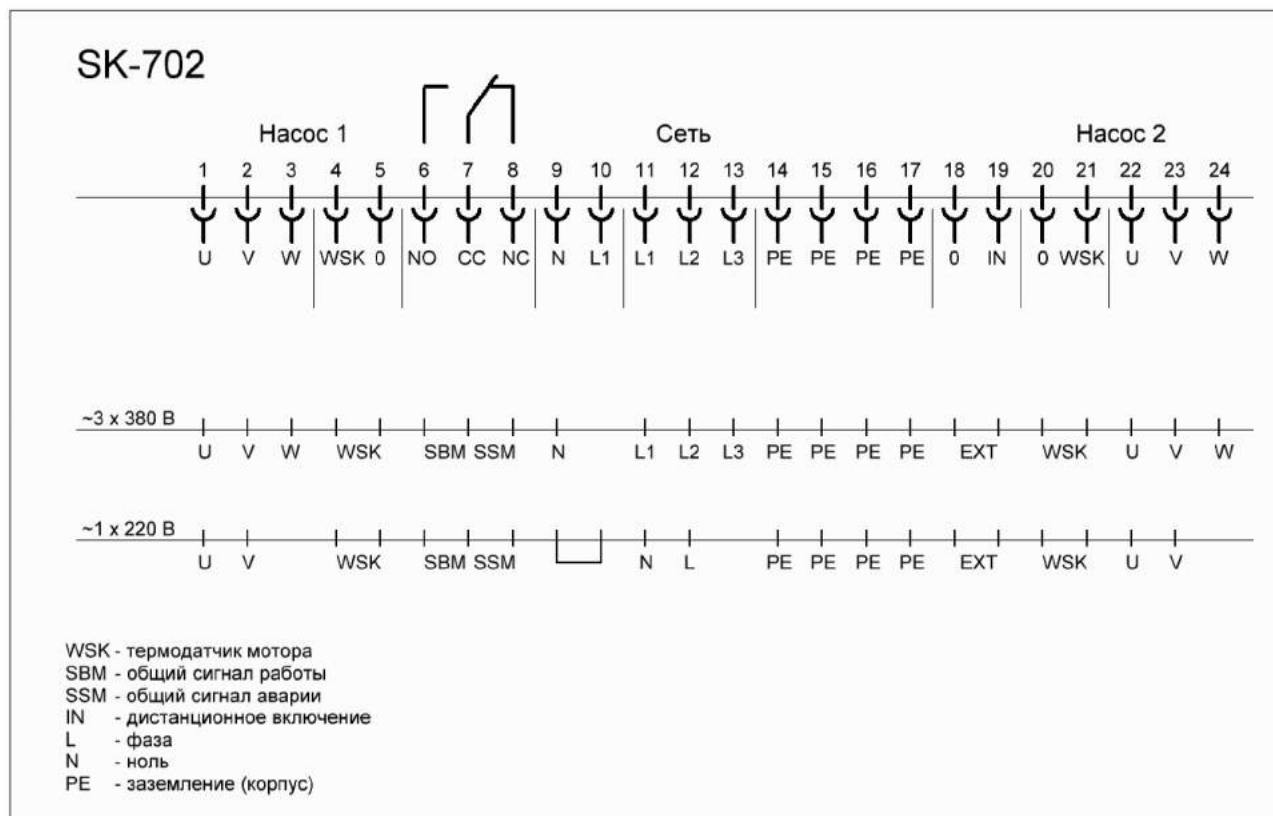 SK-702
Насос 1 Сеть Насос 2
1 2 3 4 5 6 7 8 9 10 11 12 13 14 15 16 17 18 19 20 21 22 23 24
U V W WSK 0 NO CC NC N L1 L1 L2 L3 PE PE PE PE 0 IN 0 WSK U V W
~3 x 380 В
U V W WSK SBM SSM N L1 L2 L3 PE PE PE PE EXT WSK U V W
~1 x 220 В
U V WSK SBM SSM N L PE PE PE PE EXT WSK U V
WSK - термодатчик мотора
SBM - общий сигнал работы
SSM - общий сигнал аварии
IN - дистанционное включение
L - фаза
N - ноль
PE - заземление (корпус)